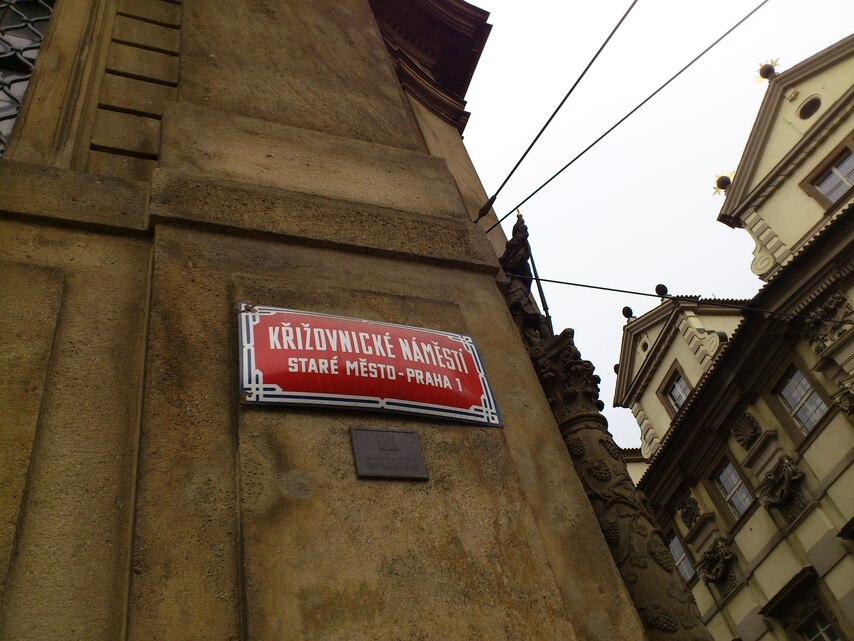 KŘIŽOVNICKÉ NÁMĚSTÍ
STARÉ MĚSTO - PRAHA 1